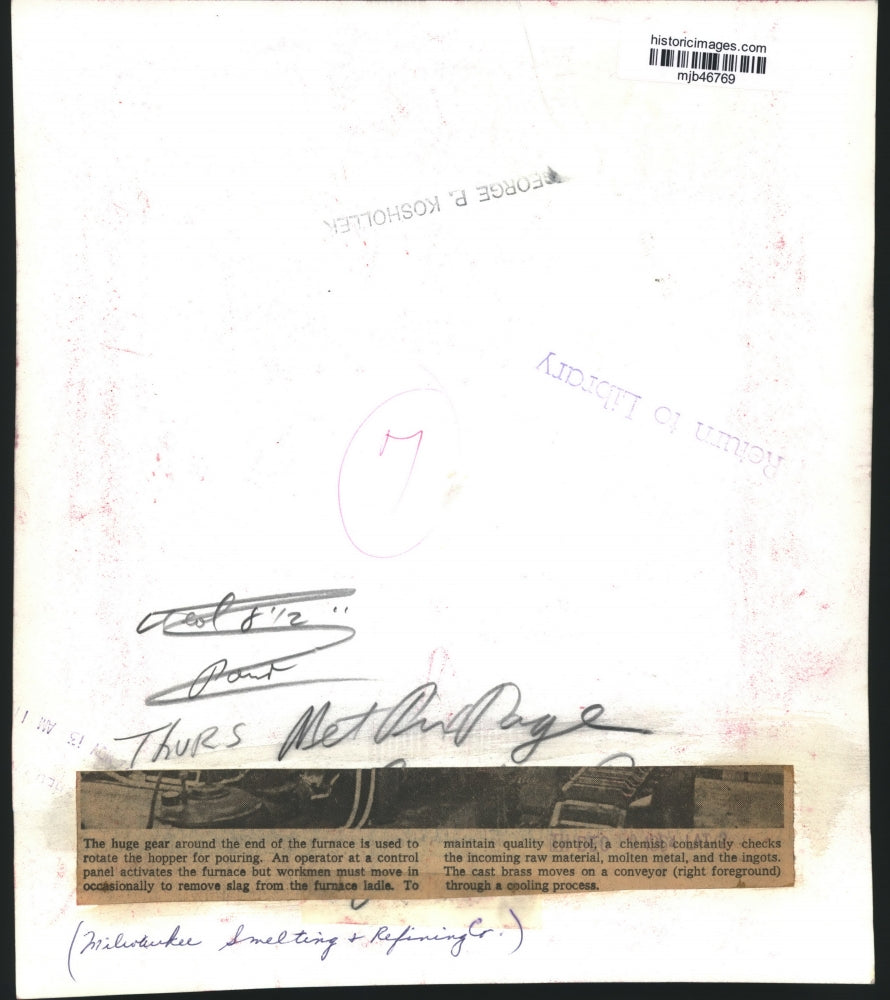 historicimages.com
mjb46769
GEORGE P. KOSHOLLEK
Return to Library
7
8 1/2"
THURS Met Pic Page
The huge gear around the end of the furnace is used to
rotate the hopper for pouring. An operator at a control
panel activates the furnace but workmen must move in
occasionally to remove slag from the furnace ladle. To
maintain quality control, a chemist constantly checks
the incoming raw material, molten metal, and the ingots.
The cast brass moves on a conveyor (right foreground)
through a cooling process.
(Milwaukee Smelting & Refining Co.)